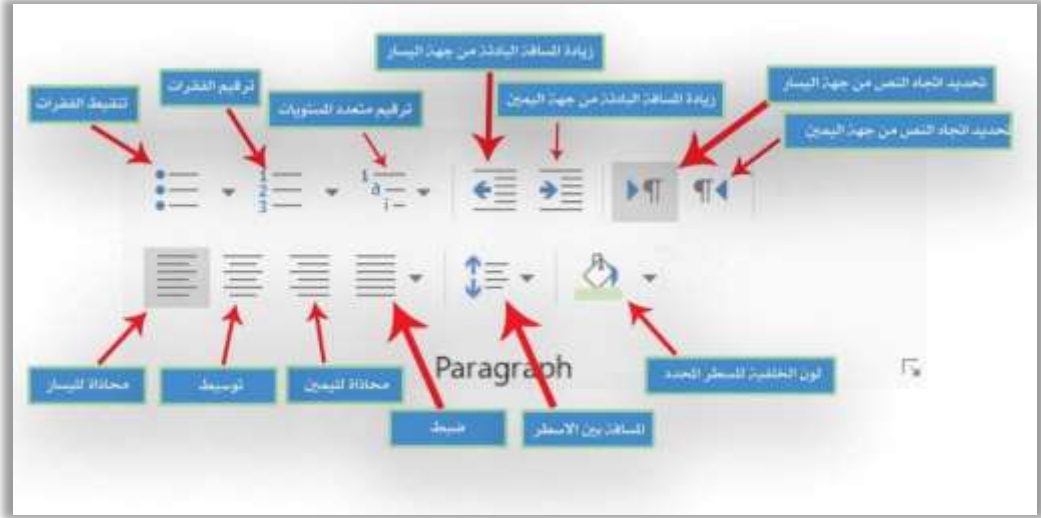 زيادة المسافة البادئة من جهة اليسار
تحديد اتجاه النص من جهة اليسار
ترقيم الفقرات
زيادة المسافة البادئة من جهة اليمين
تنقيط الفقرات
ترقيم متعدد المستويات
تحديد اتجاه النص من جهة اليمين
1
a
i
Paragraph
محاذاة لليسار
توسيط
محاذاة لليمين
لون الخلفية للسطر المحدد
ضبط
المسافة بين الاسطر